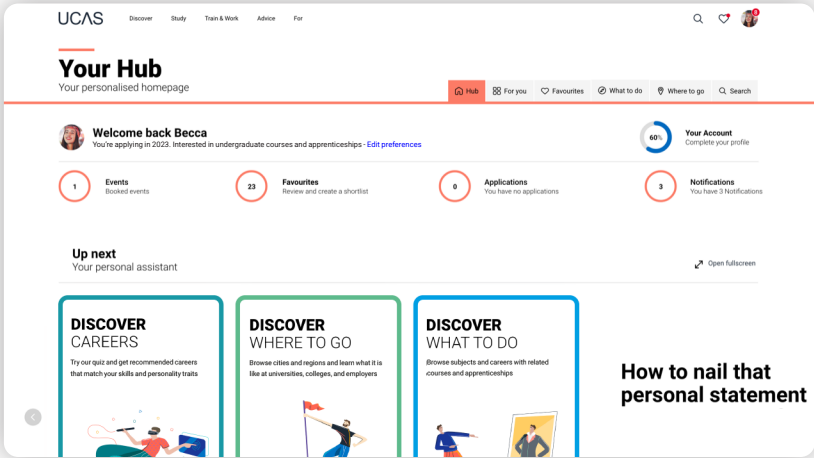 UCAS
Discover Study Train & Work Advice For
8
Your Hub
Your personalised homepage
Hub For you Favourites What to do Where to go Search
Welcome back Becca
You're applying in 2023. Interested in undergraduate courses and apprenticeships - Edit preferences
60%
Your Account
Complete your profile
1
Events
Booked events
23
Favourites
Review and create a shortlist
0
Applications
You have no applications
3
Notifications
You have 3 Notifications
Up next
Your personal assistant
Open fullscreen
DISCOVER
CAREERS
Try our quiz and get recommended careers
that match your skills and personality traits
DISCOVER
WHERE TO GO
Browse cities and regions and learn what it is
like at universities, colleges, and employers
DISCOVER
WHAT TO DO
Browse subjects and careers with related
courses and apprenticeships
How to nail that
personal statement